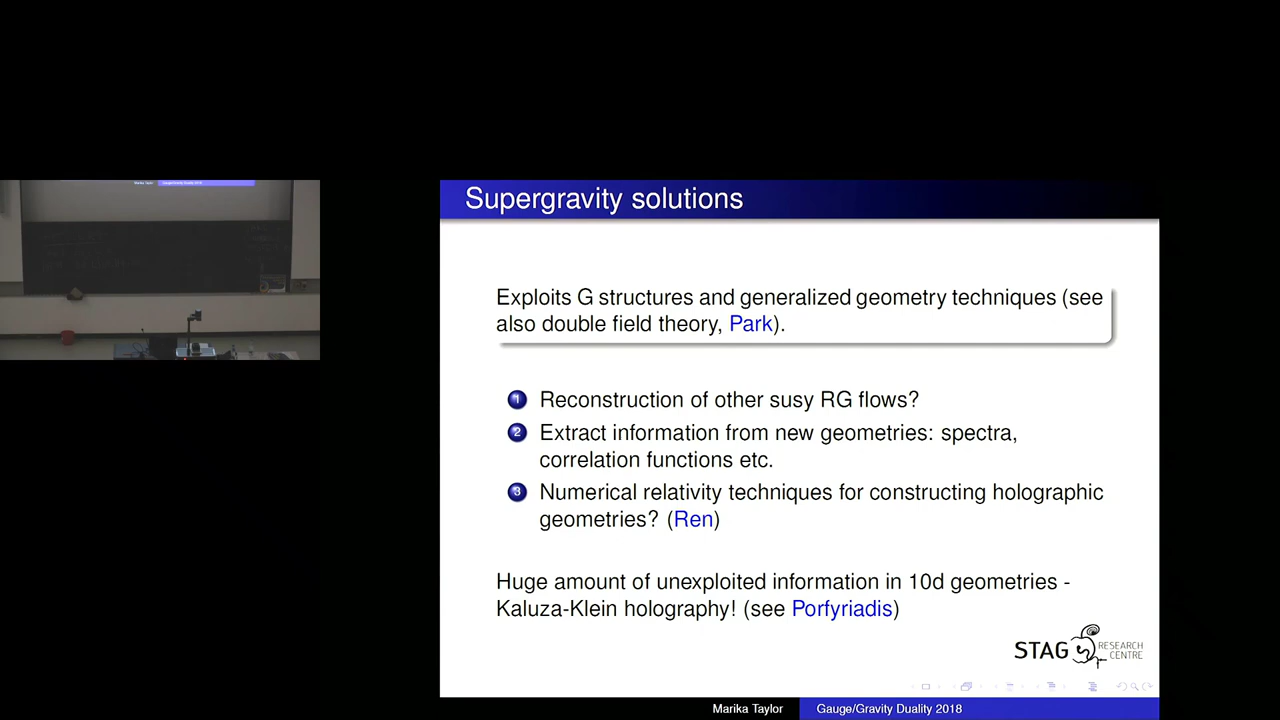 Supergravity solutions
Exploits G structures and generalized geometry techniques (see
also double field theory, Park).
1 Reconstruction of other susy RG flows?
2 Extract information from new geometries: spectra,
correlation functions etc.
3 Numerical relativity techniques for constructing holographic
geometries? (Ren)
Huge amount of unexploited information in 10d geometries -
Kaluza-Klein holography! (see Porfyriadis)
STAG RESEARCH
CENTRE
Marika Taylor Gauge/Gravity Duality 2018